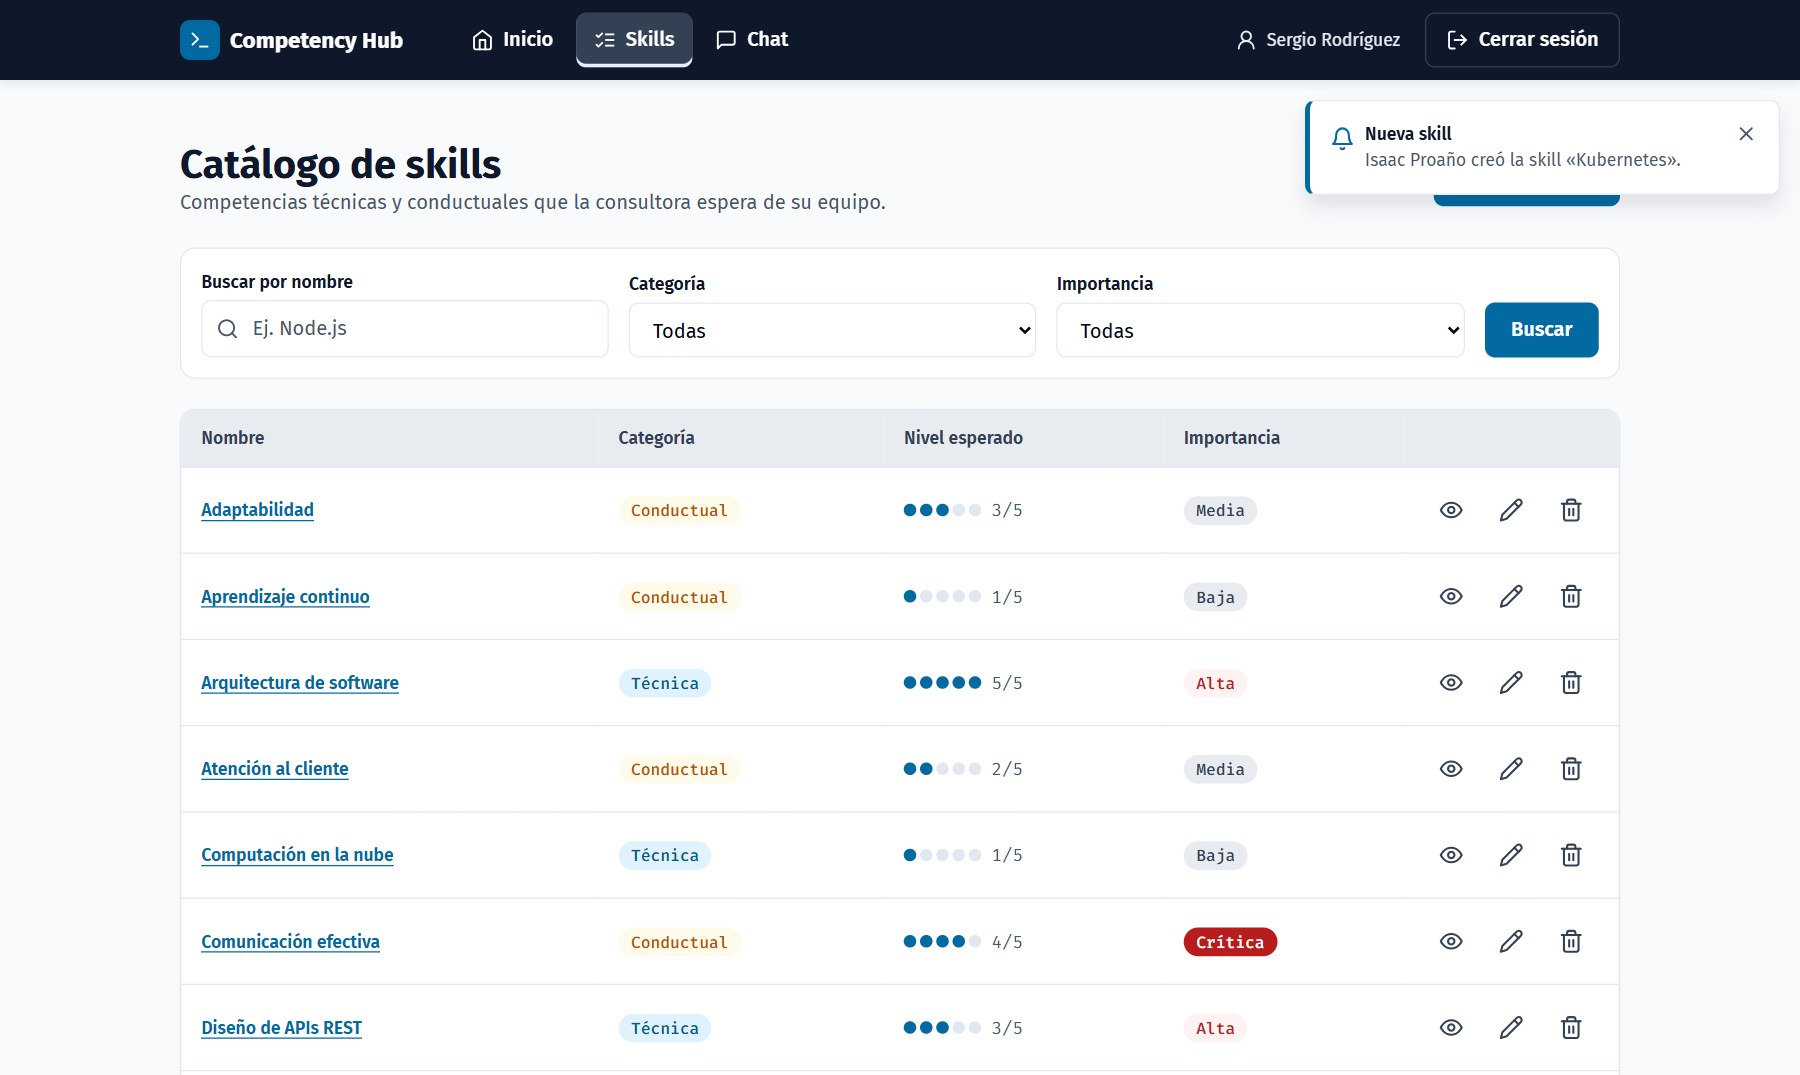 Competency Hub
Inicio
Skills
Chat
Sergio Rodríguez
Cerrar sesión
Nueva skill
Isaac Proaño creó la skill «Kubernetes».
Catálogo de skills
Competencias técnicas y conductuales que la consultora espera de su equipo.
Buscar por nombre
Ej. Node.js
Categoría
Todas
Importancia
Todas
Buscar
Nombre Categoría Nivel esperado Importancia
Adaptabilidad Conductual 3/5 Media
Aprendizaje continuo Conductual 1/5 Baja
Arquitectura de software Técnica 5/5 Alta
Atención al cliente Conductual 2/5 Media
Computación en la nube Técnica 1/5 Baja
Comunicación efectiva Conductual 4/5 Crítica
Diseño de APIs REST Técnica 3/5 Alta